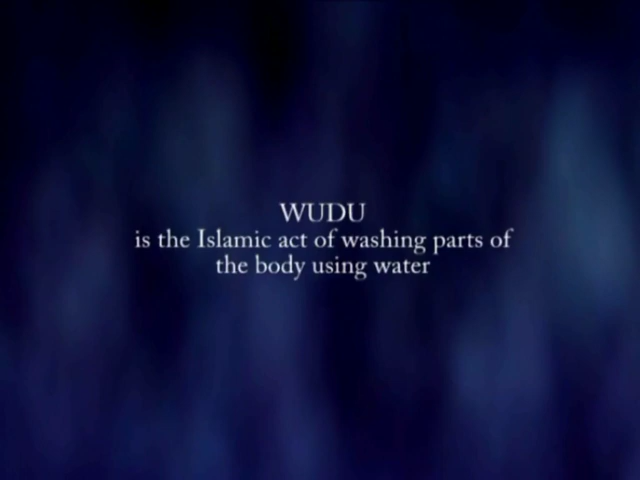 WUDU
is the Islamic act of washing parts of
the body using water